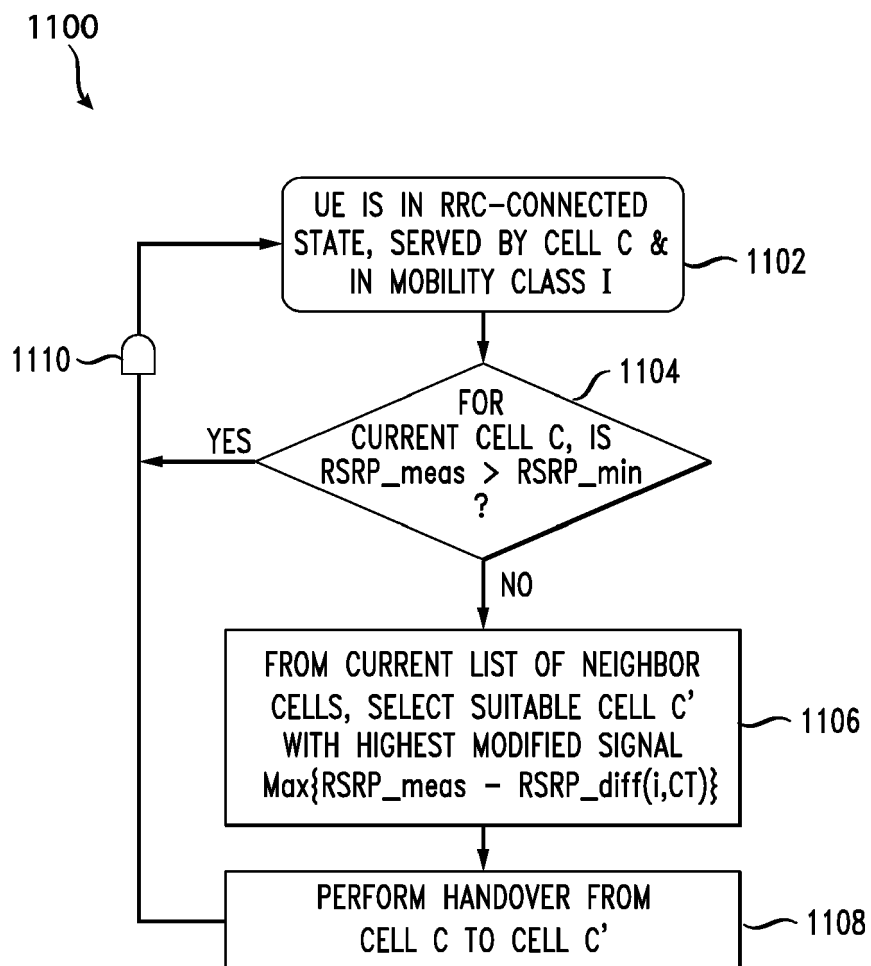 1100
UE IS IN RRC-CONNECTED
STATE, SERVED BY CELL C &
IN MOBILITY CLASS I
1102
1110
1104
FOR
CURRENT CELL C, IS
RSRP_meas > RSRP_min
?
YES
NO
FROM CURRENT LIST OF NEIGHBOR
CELLS, SELECT SUITABLE CELL C'
WITH HIGHEST MODIFIED SIGNAL
Max{RSRP_meas - RSRP_diff(i,CT)}
1106
PERFORM HANDOVER FROM
CELL C TO CELL C'
1108